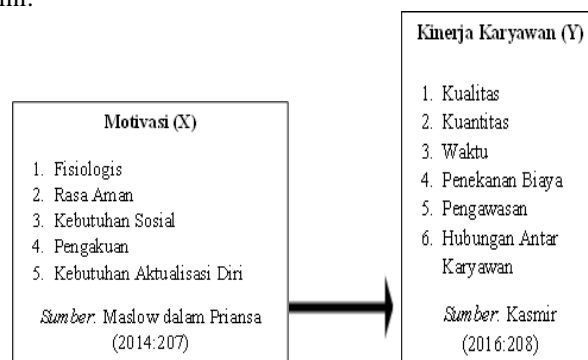 Motivasi (X)
1. Fisiologis
2. Rasa Aman
3. Kebutuhan Sosial
4. Pengakuan
5. Kebutuhan Aktualisasi Diri
Sumber: Maslow dalam Priansa
(2014:207)
Kinerja Karyawan (Y)
1. Kualitas
2. Kuantitas
3. Waktu
4. Penekanan Biaya
5. Pengawasan
6. Hubungan Antar
Karyawan
Sumber: Kasmir
(2016:208)